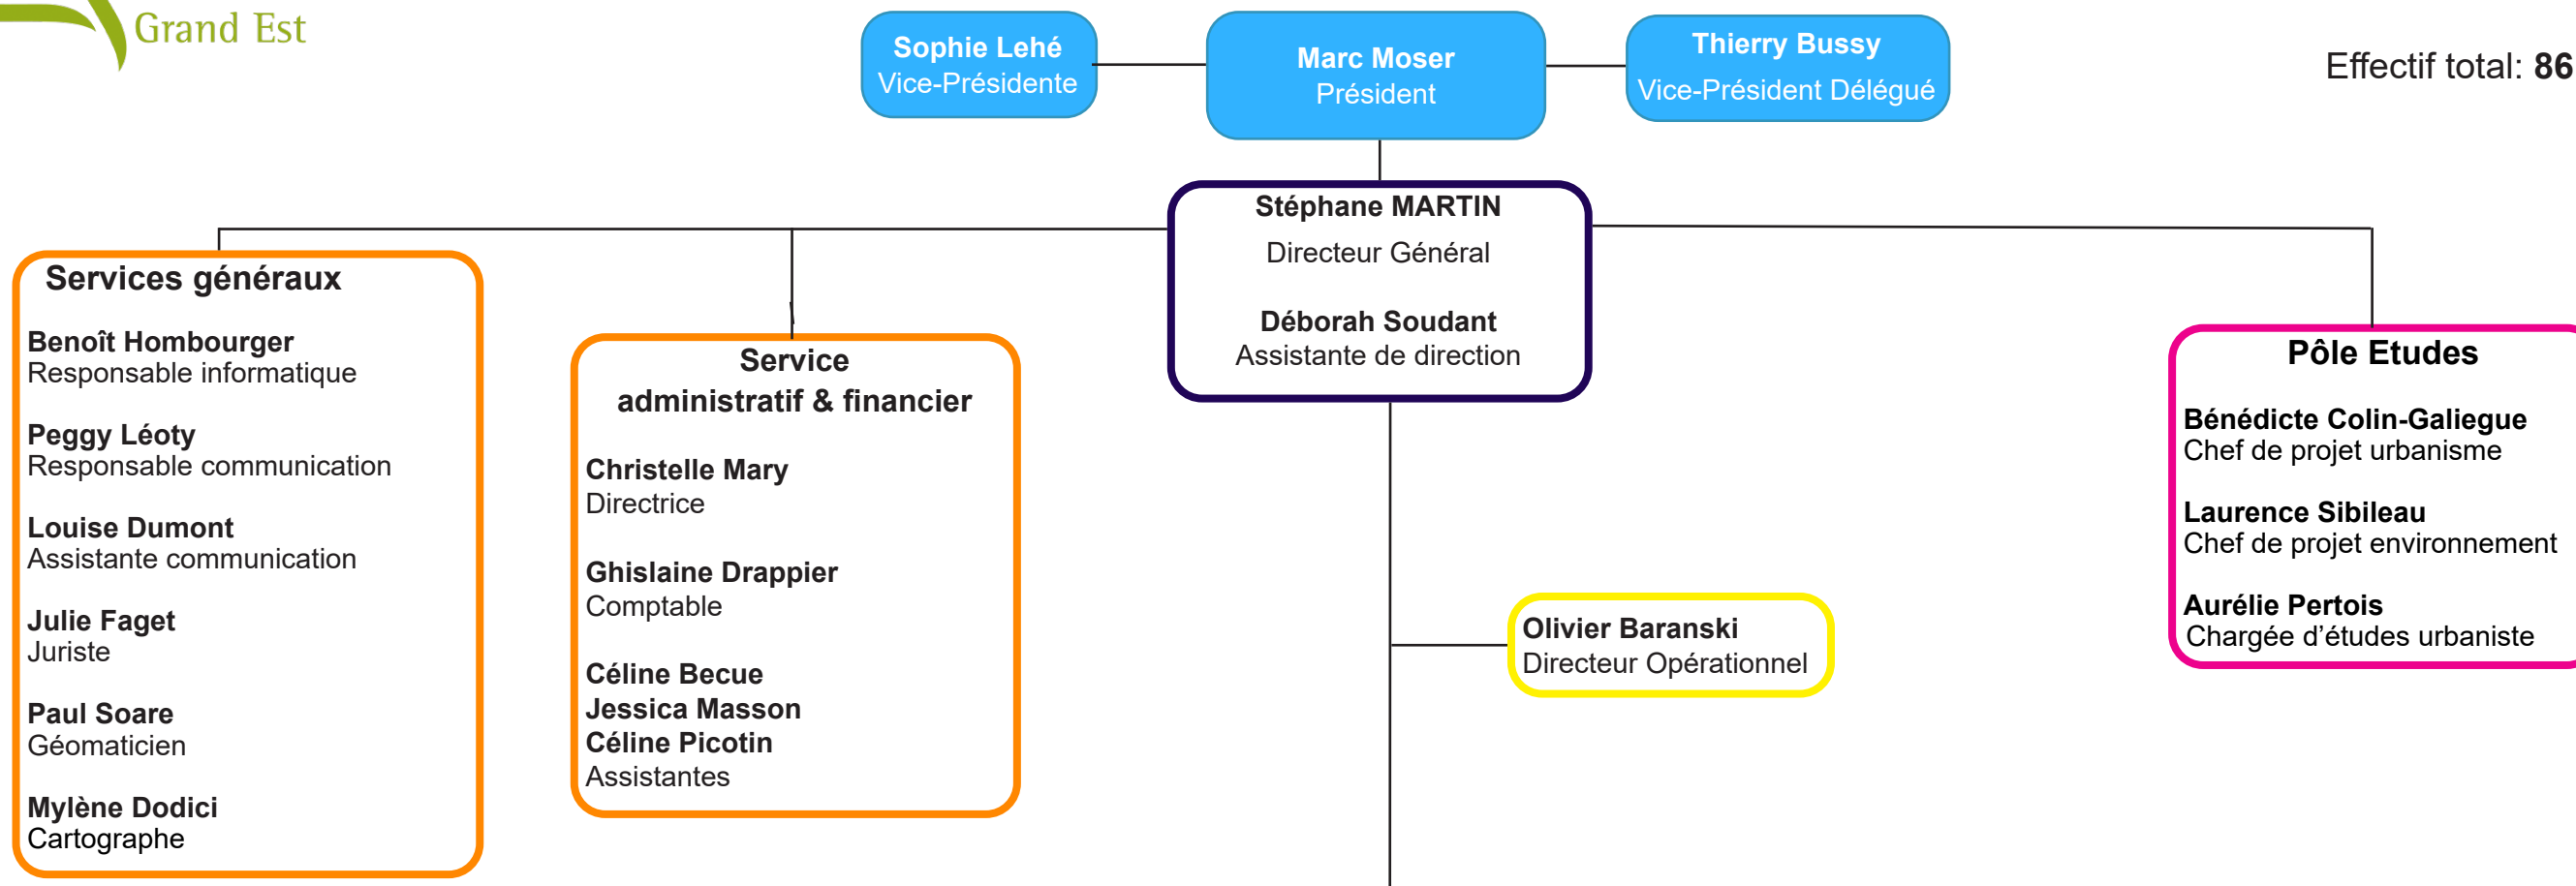 Grand Est
Sophie Lehé
Vice-Présidente
Marc Moser
Président
Thierry Bussy
Vice-Président Délégué
Effectif total: 86
Stéphane MARTIN
Directeur Général
Déborah Soudant
Assistante de direction
Services généraux
Benoît Hombourger
Responsable informatique
Peggy Léoty
Responsable communication
Louise Dumont
Assistante communication
Julie Faget
Juriste
Paul Soare
Géomaticien
Mylène Dodici
Cartographe
Service
administratif & financier
Christelle Mary
Directrice
Ghislaine Drappier
Comptable
Céline Becue
Jessica Masson
Céline Picotin
Assistantes
Olivier Baranski
Directeur Opérationnel
Pôle Etudes
Bénédicte Colin-Galiegue
Chef de projet urbanisme
Laurence Sibileau
Chef de projet environnement
Aurélie Pertois
Chargée d’études urbaniste